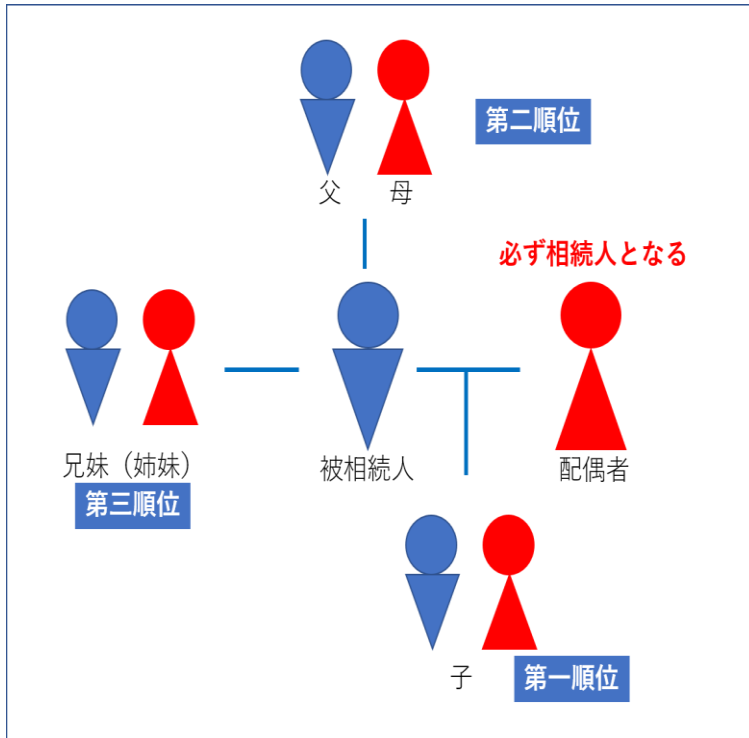 第二順位
父 母
必ず相続人となる
兄妹（姉妹）
被相続人
配偶者
第三順位
子
第一順位